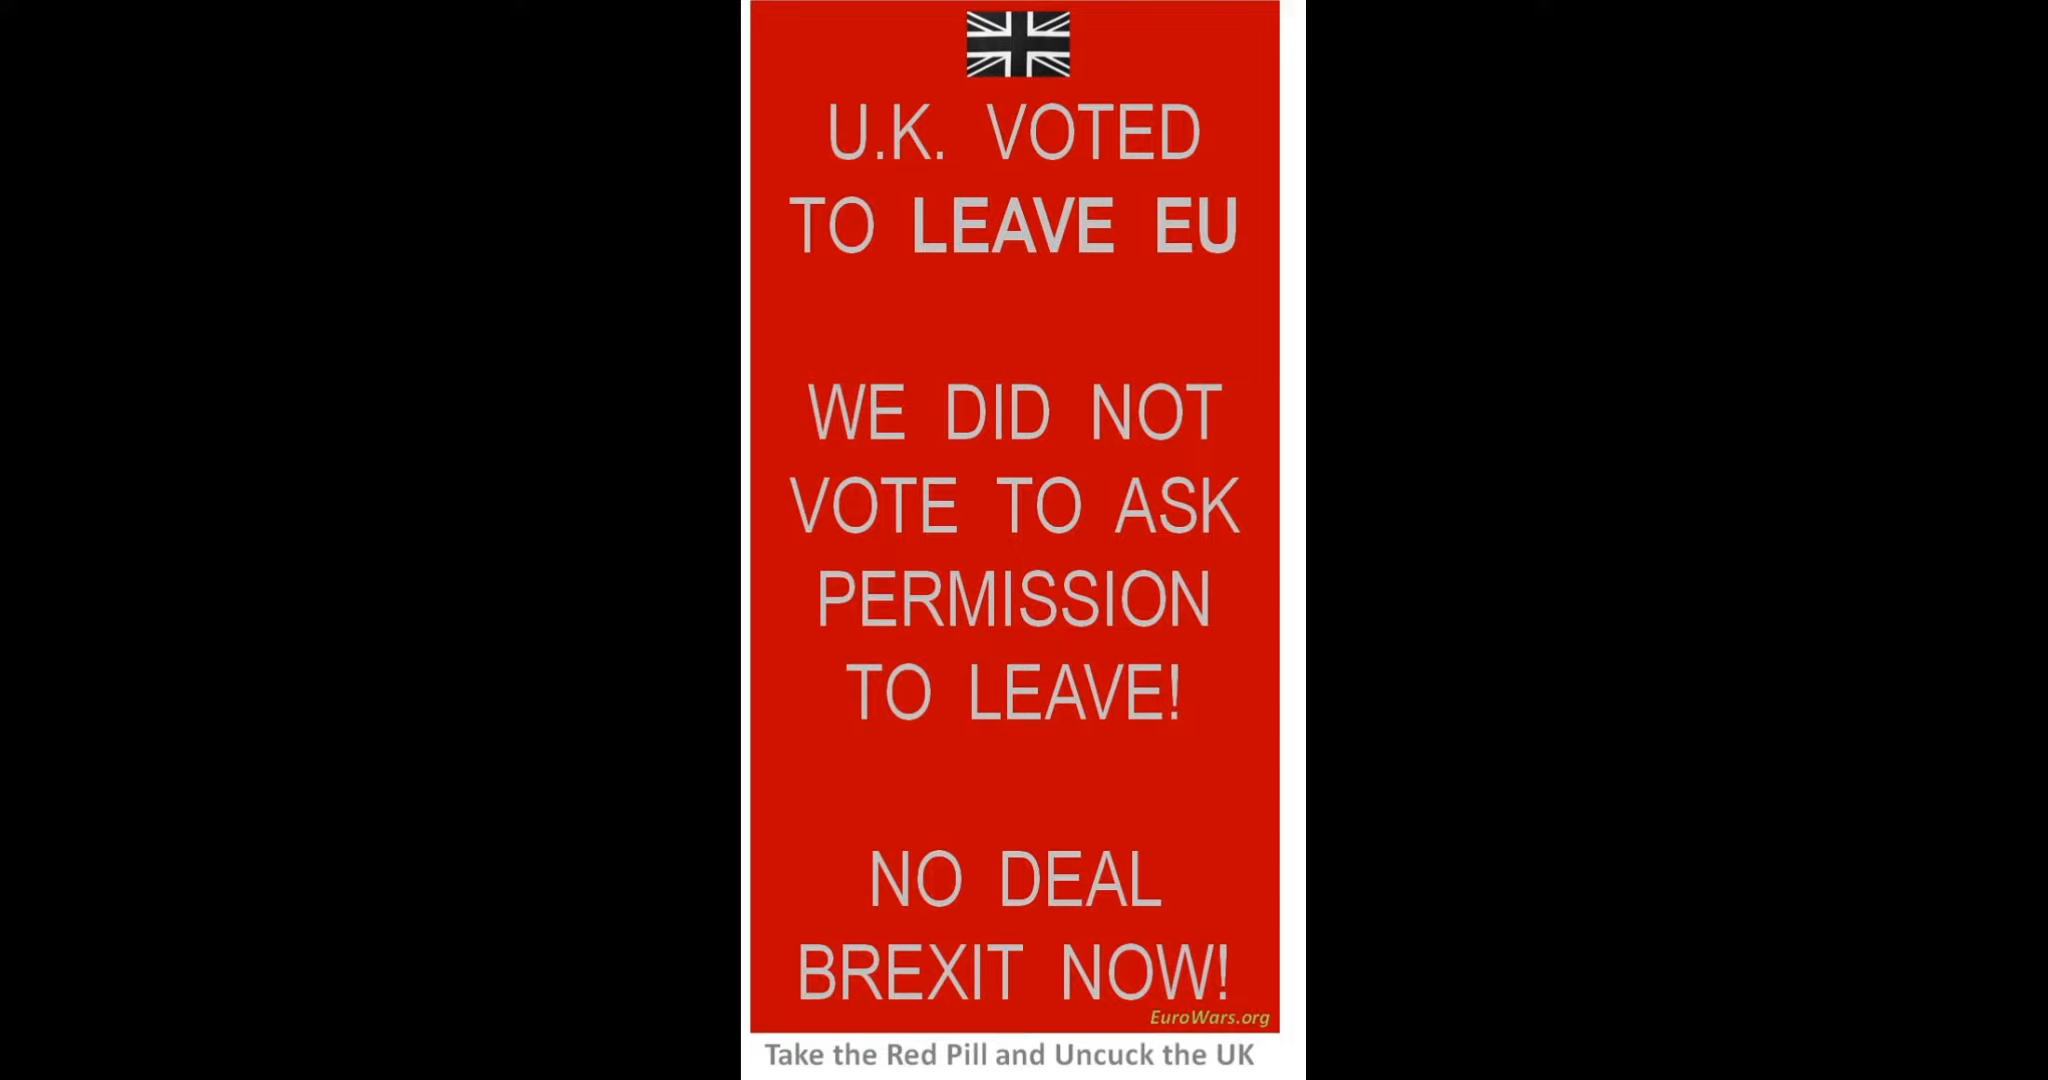 U.K. VOTED
TO LEAVE EU
WE DID NOT
VOTE TO ASK
PERMISSION
TO LEAVE!
NO DEAL
BREXIT NOW!
EuroWars.org
Take the Red Pill and Uncuck the UK